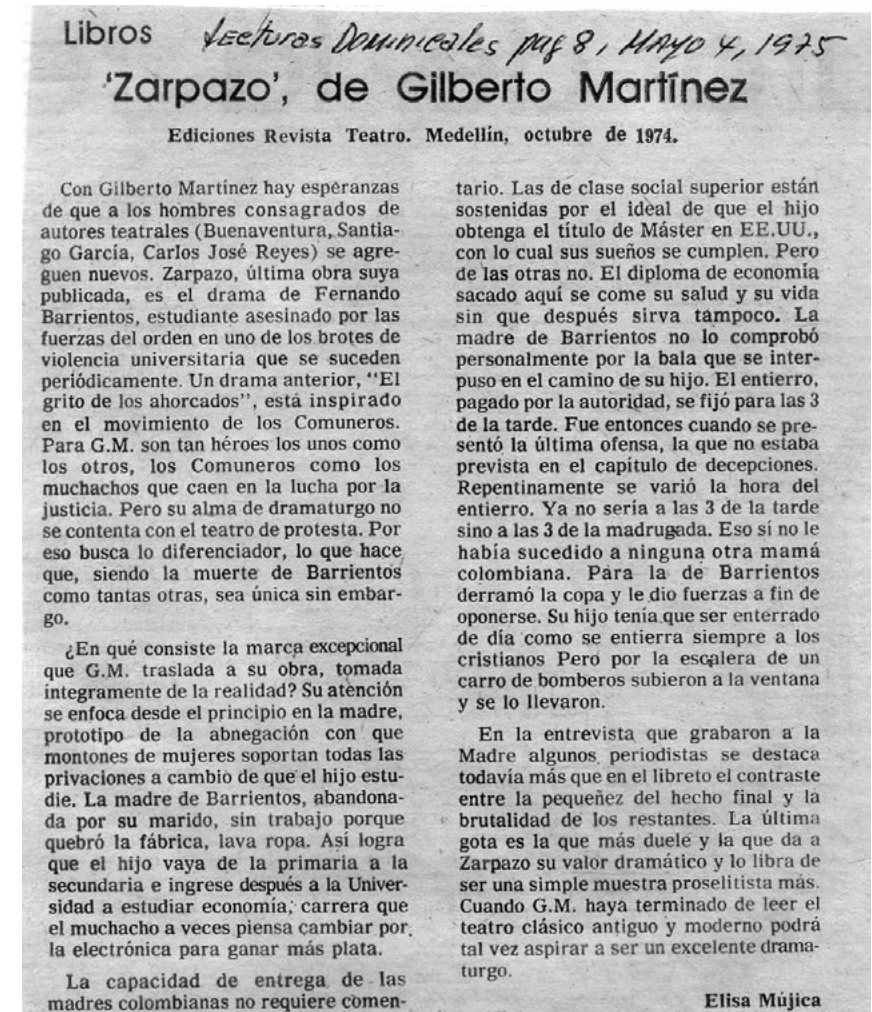 Libros Lecturas Dominicales pag 8, MAYO 4, 1975
'Zarpazo', de Gilberto Martínez
Ediciones Revista Teatro. Medellín, octubre de 1974.
Con Gilberto Martínez hay esperanzas
de que a los hombres consagrados de
autores teatrales (Buenaventura, Santia-
go García, Carlos José Reyes) se agre-
guen nuevos. Zarpazo, última obra suya
publicada, es el drama de Fernando
Barrientos, estudiante asesinado por las
fuerzas del orden en uno de los brotes de
violencia universitaria que se suceden
periódicamente. Un drama anterior, "El
grito de los ahorcados", está inspirado
en el movimiento de los Comuneros.
Para G.M. son tan héroes los unos como
los otros, los Comuneros como los
muchachos que caen en la lucha por la
justicia. Pero su alma de dramaturgo no
se contenta con el teatro de protesta. Por
eso busca lo diferenciador, lo que hace
que, siendo la muerte de Barrientos
como tantas otras, sea única sin embar-
go.
¿En qué consiste la marca excepcional
que G.M. traslada a su obra, tomada
íntegramente de la realidad? Su atención
se enfoca desde el principio en la madre,
prototipo de la abnegación con que
montones de mujeres soportan todas las
privaciones a cambio de que el hijo estu-
die. La madre de Barrientos, abandona-
da por su marido, sin trabajo porque
quebró la fábrica, lava ropa. Así logra
que el hijo vaya de la primaria a la
secundaria e ingrese después a la Univer-
sidad a estudiar economía, carrera que
el muchacho a veces piensa cambiar por
la electrónica para ganar más plata.
La capacidad de entrega de las
madres colombianas no requiere comen-
tario. Las de clase social superior están
sostenidas por el ideal de que el hijo
obtenga el título de Máster en EE.UU.,
con lo cual sus sueños se cumplen. Pero
de las otras no. El diploma de economía
sacado aquí se come su salud y su vida
sin que después sirva tampoco. La
madre de Barrientos no lo comprobó
personalmente por la bala que se inter-
puso en el camino de su hijo. El entierro,
pagado por la autoridad, se fijó para las 3
de la tarde. Fue entonces cuando se pre-
sentó la última ofensa, la que no estaba
prevista en el capítulo de decepciones.
Repentinamente se varió la hora del
entierro. Ya no sería a las 3 de la tarde
sino a las 3 de la madrugada. Eso sí no le
había sucedido a ninguna otra mamá
colombiana. Para la de Barrientos
derramó la copa y le dio fuerzas a fin de
oponerse. Su hijo tenía que ser enterrado
de día como se entierra siempre a los
cristianos Pero por la escalera de un
carro de bomberos subieron a la ventana
y se lo llevaron.
En la entrevista que grabaron a la
Madre algunos periodistas se destaca
todavía más que en el libreto el contraste
entre la pequeñez del hecho final y la
brutalidad de los restantes. La última
gota es la que más duele y la que da a
Zarpazo su valor dramático y lo libra de
ser una simple muestra proselitista más.
Cuando G.M. haya terminado de leer el
teatro clásico antiguo y moderno podrá
tal vez aspirar a ser un excelente drama-
turgo.
Elisa Mújica